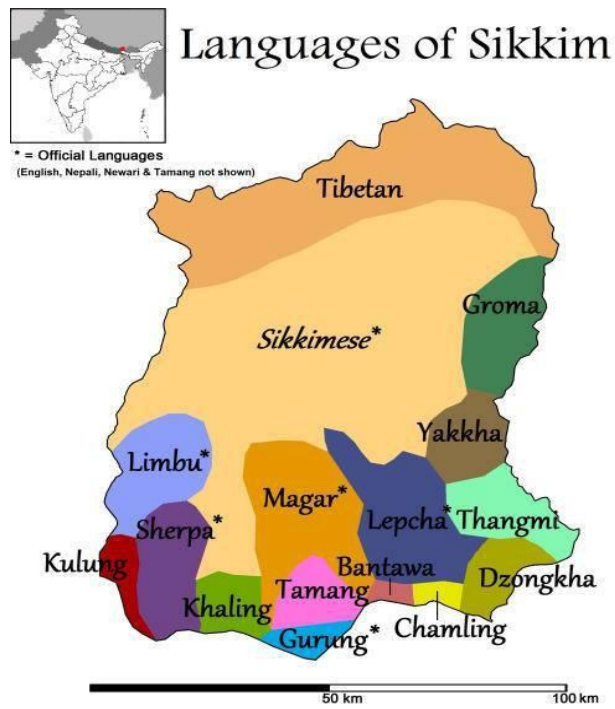 Languages of Sikkim
* = Official Languages
(English, Nepali, Newari & Tamang not shown)
Tibetan
Groma
Sikkimese*
Yakkha
Limbu*
Magar*
Lepcha*
Thangmi
Sherpa*
Kulung
Bantawa
Dzongkha
Khaling
Tamang
Chamling
Gurung*
50 km
100 km